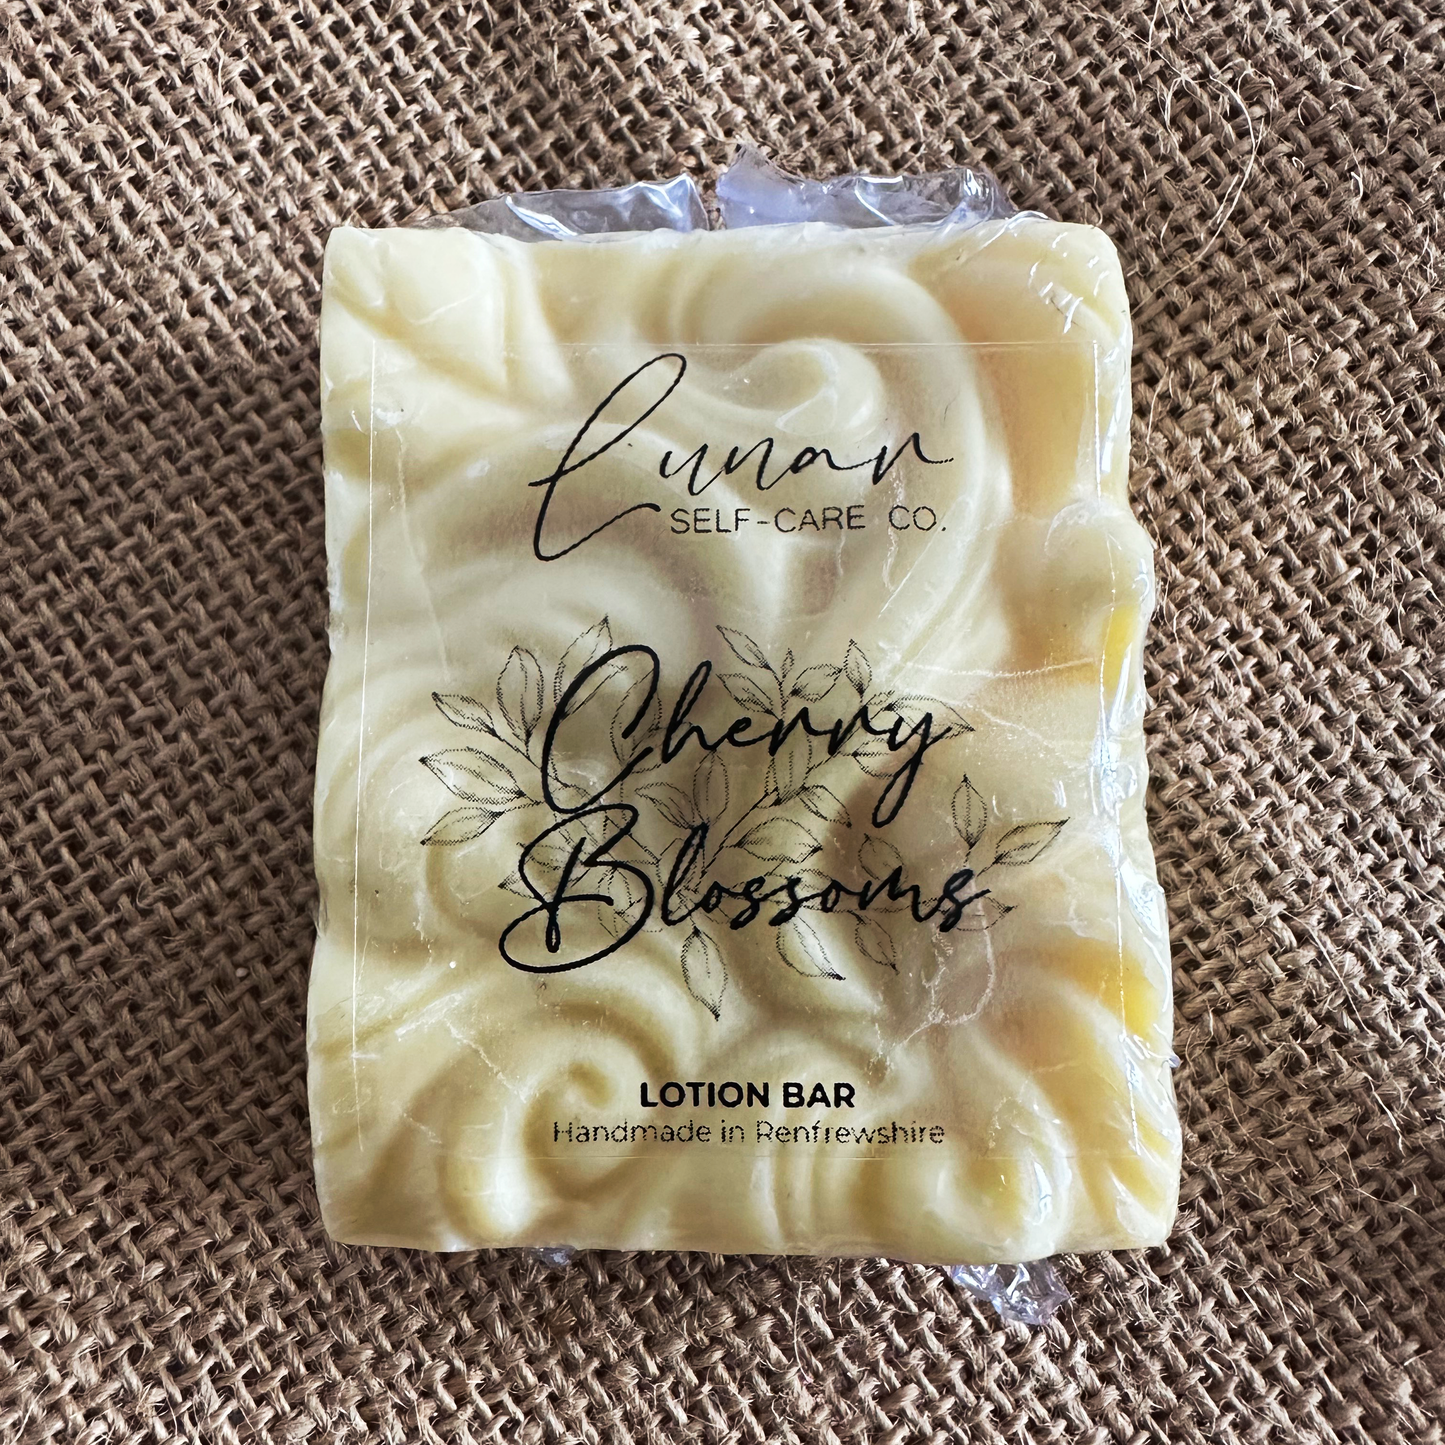 Lunar
SELF-CARE CO.
Cherry
Blossoms
LOTION BAR
Handmade in Renfrewshire